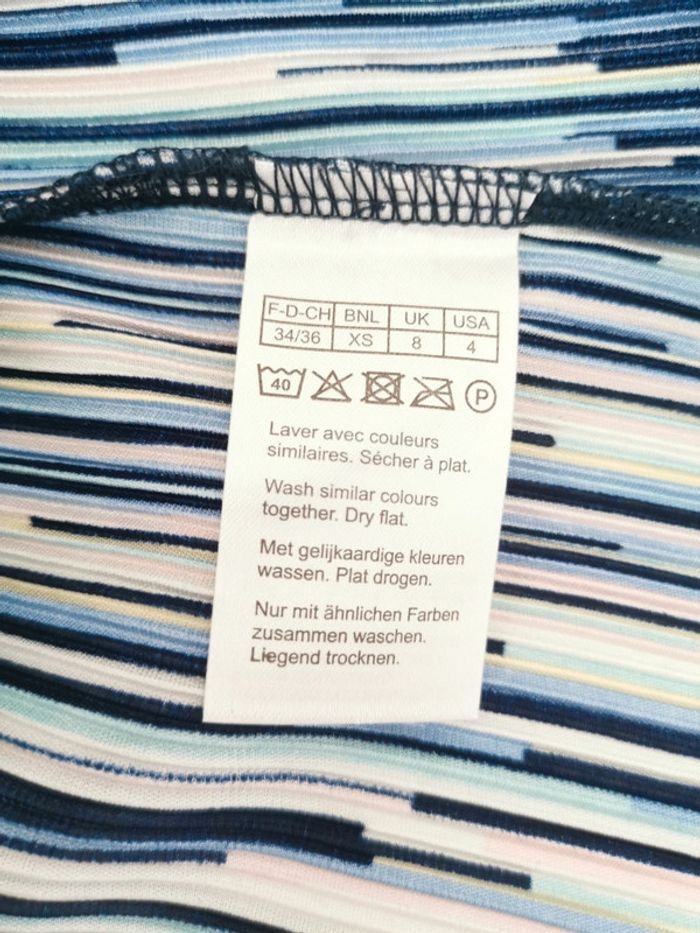 F-D-CH BNL UK USA
34/36 XS 8 4
40 P
Laver avec couleurs
similaires. Sécher à plat.
Wash similar colours
together. Dry flat.
Met gelijkaardige kleuren
wassen. Plat drogen.
Nur mit ähnlichen Farben
zusammen waschen.
Liegend trocknen.